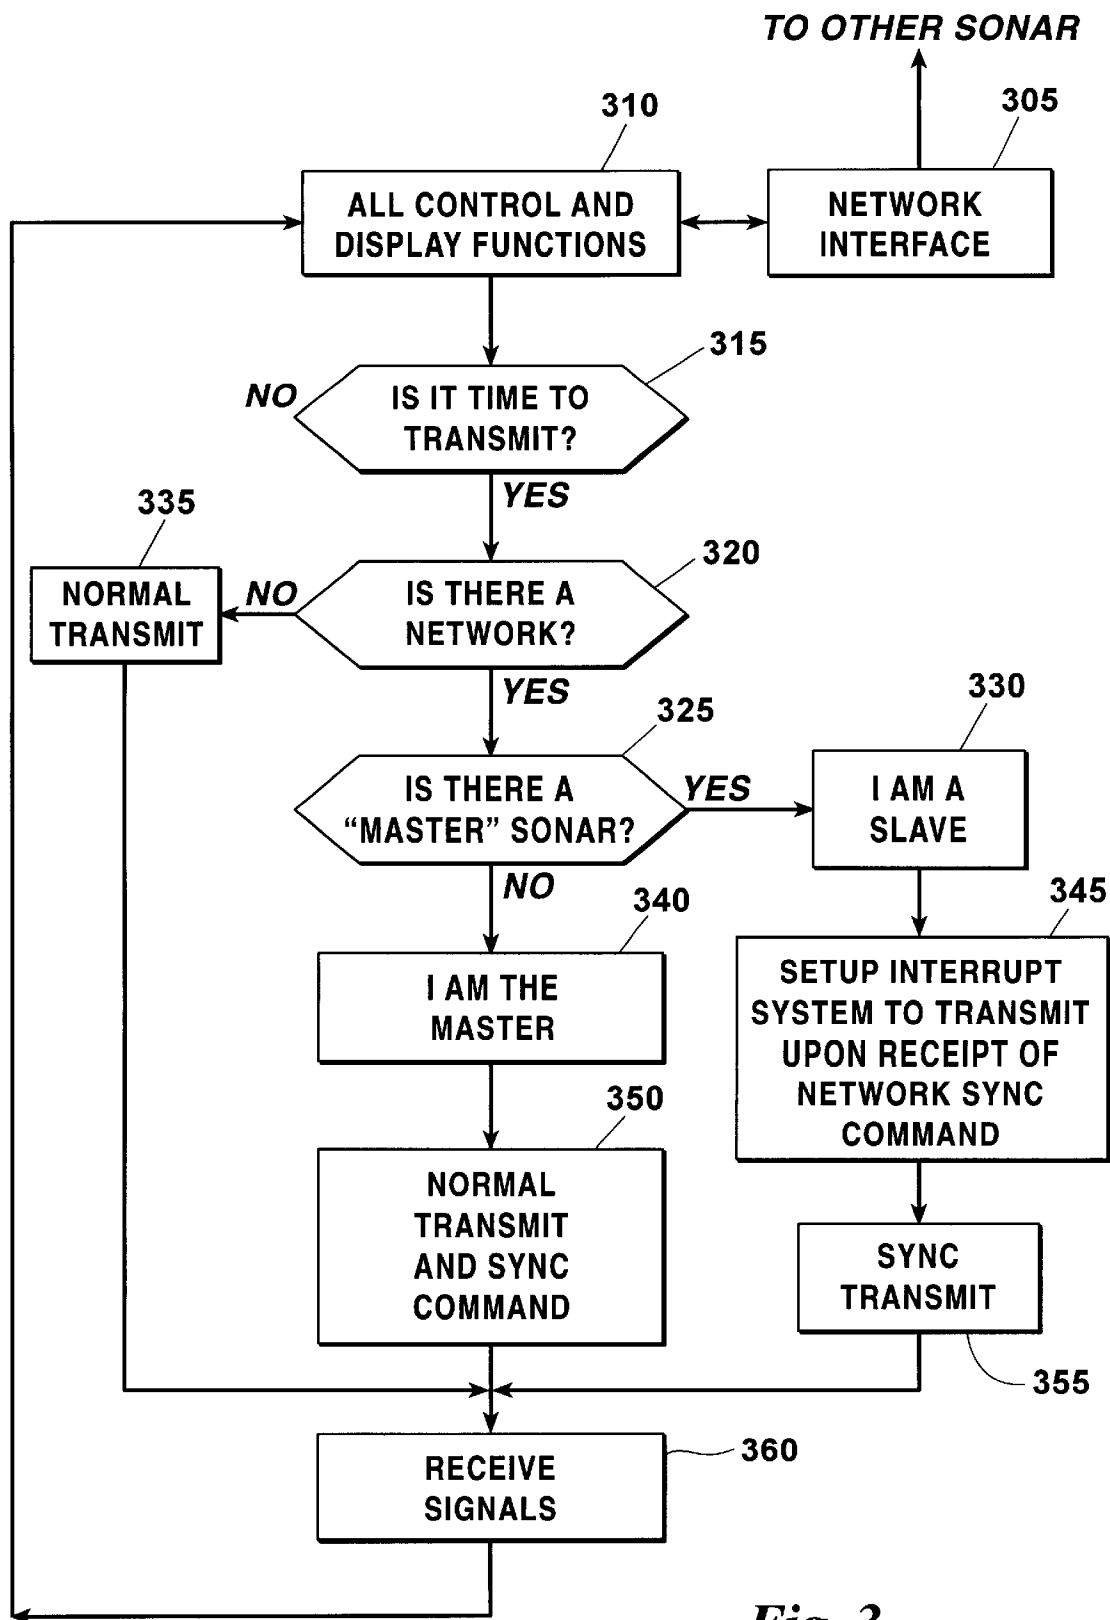 TO OTHER SONAR
310
305
ALL CONTROL AND
DISPLAY FUNCTIONS
NETWORK
INTERFACE
315
NO
IS IT TIME TO
TRANSMIT?
YES
335
320
NORMAL
TRANSMIT
NO
IS THERE A
NETWORK?
YES
325
330
IS THERE A
“MASTER” SONAR?
YES
I AM A
SLAVE
NO
340
345
I AM THE
MASTER
SETUP INTERRUPT
SYSTEM TO TRANSMIT
UPON RECEIPT OF
NETWORK SYNC
COMMAND
350
NORMAL
TRANSMIT
AND SYNC
COMMAND
SYNC
TRANSMIT
355
360
RECEIVE
SIGNALS
Fig. 3